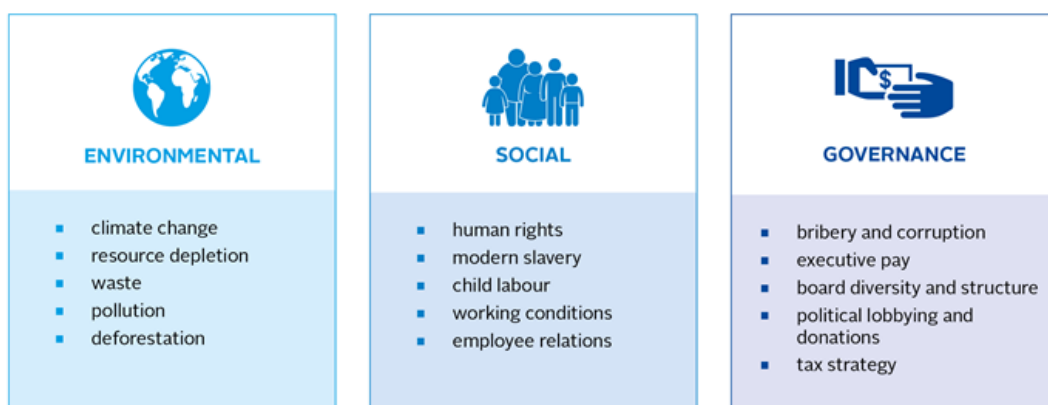 ENVIRONMENTAL
climate change
resource depletion
waste
pollution
deforestation
SOCIAL
human rights
modern slavery
child labour
working conditions
employee relations
$
GOVERNANCE
bribery and corruption
executive pay
board diversity and structure
political lobbying and
donations
tax strategy